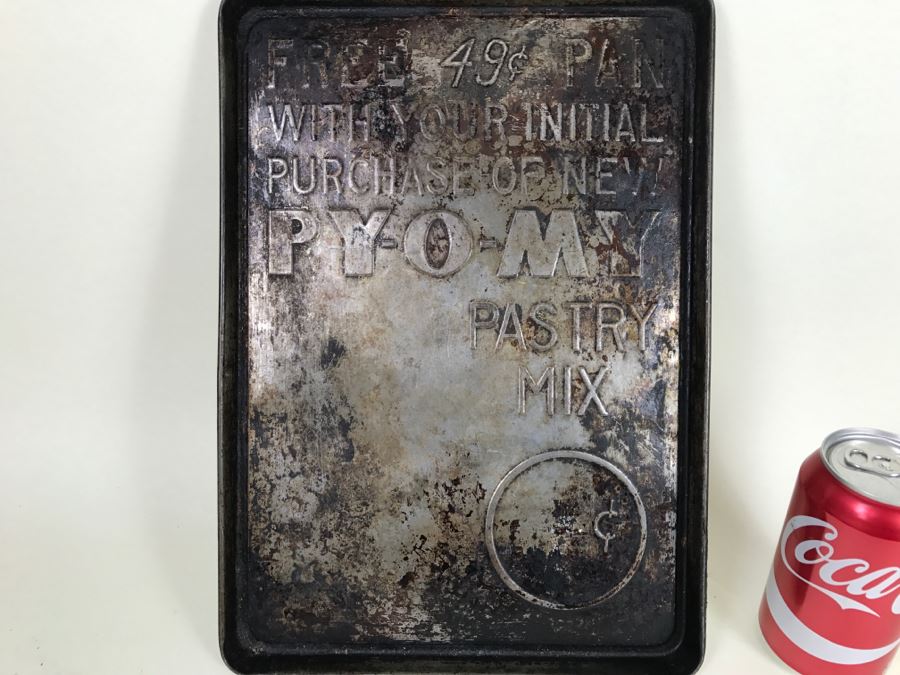 FREE 49¢ PAN
WITH YOUR INITIAL
PURCHASE OF NEW
PY-O-MY
PASTRY
MIX
¢
Coca